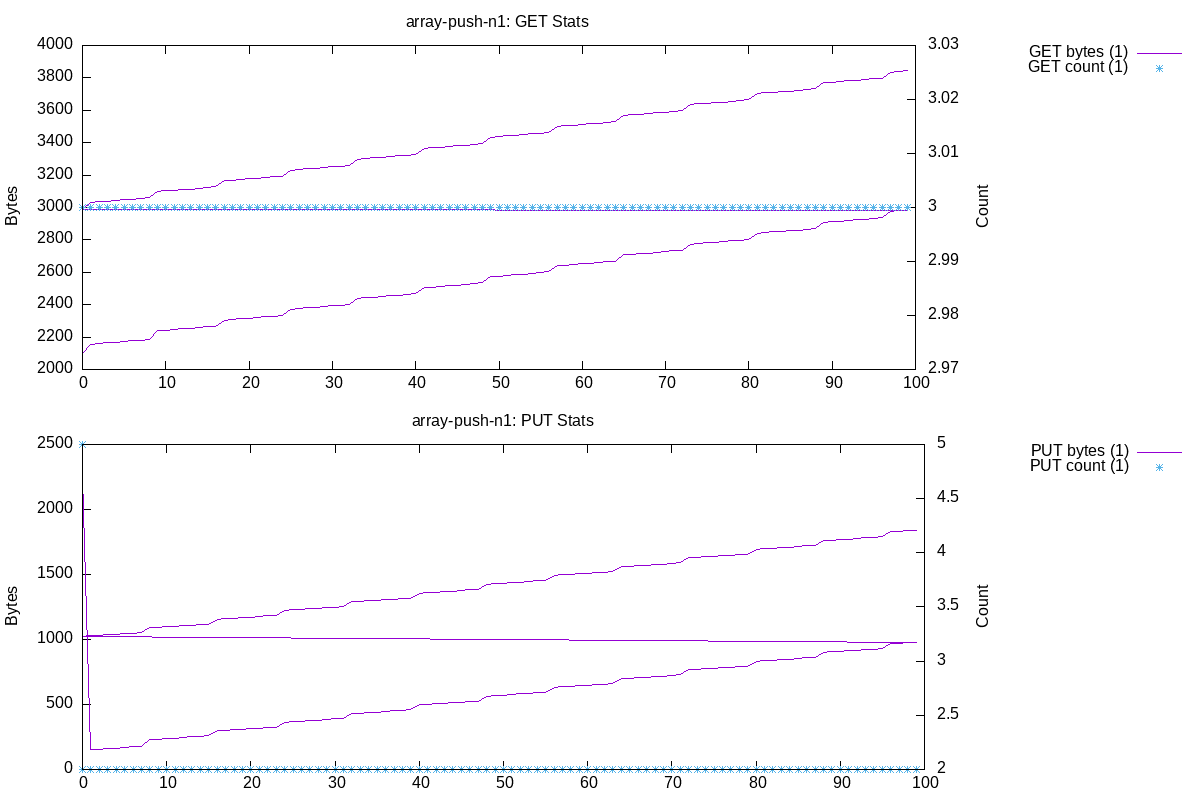 array-push-n1: GET Stats
4000
3800
3600
3400
3200
3000
2800
2600
2400
2200
2000
Bytes
3.03
3.02
3.01
3
2.99
2.98
2.97
Count
0 10 20 30 40 50 60 70 80 90 100
GET bytes (1)
GET count (1)
array-push-n1: PUT Stats
2500
2000
1500
1000
500
0
Bytes
5
4.5
4
3.5
3
2.5
2
Count
0 10 20 30 40 50 60 70 80 90 100
PUT bytes (1)
PUT count (1)